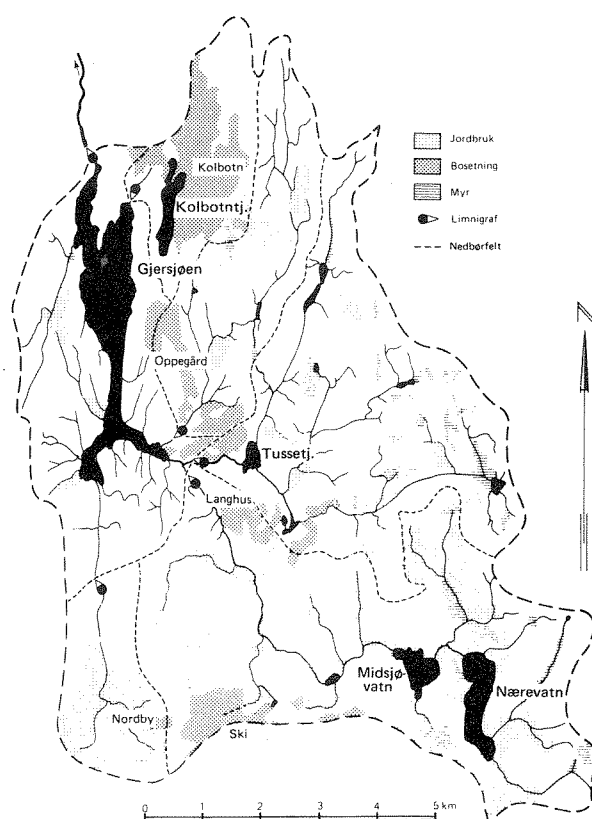 Jordbruk
Bosetning
Myr
Limnigraf
Nedbørfelt
Kolbotn
Kolbotntj.
Gjersjøen
Oppegård
Tussetj.
Langhus
Midsjø-
vatn
Nærevatn
Nordby
Ski
N
0 1 2 3 4 5 km